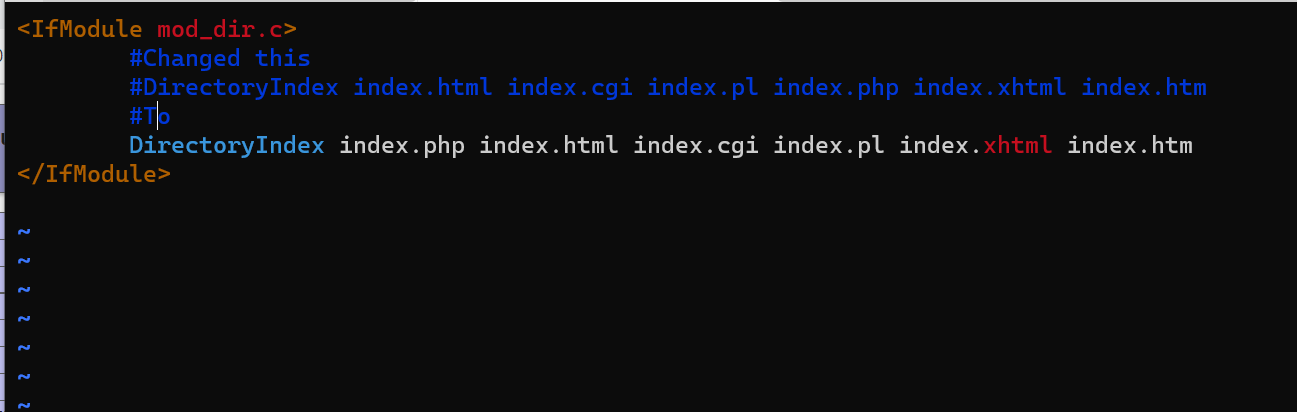 <IfModule mod_dir.c>
#Changed this
#DirectoryIndex index.html index.cgi index.pl index.php index.xhtml index.htm
#To
DirectoryIndex index.php index.html index.cgi index.pl index.xhtml index.htm
</IfModule>
~
~
~
~
~
~
~